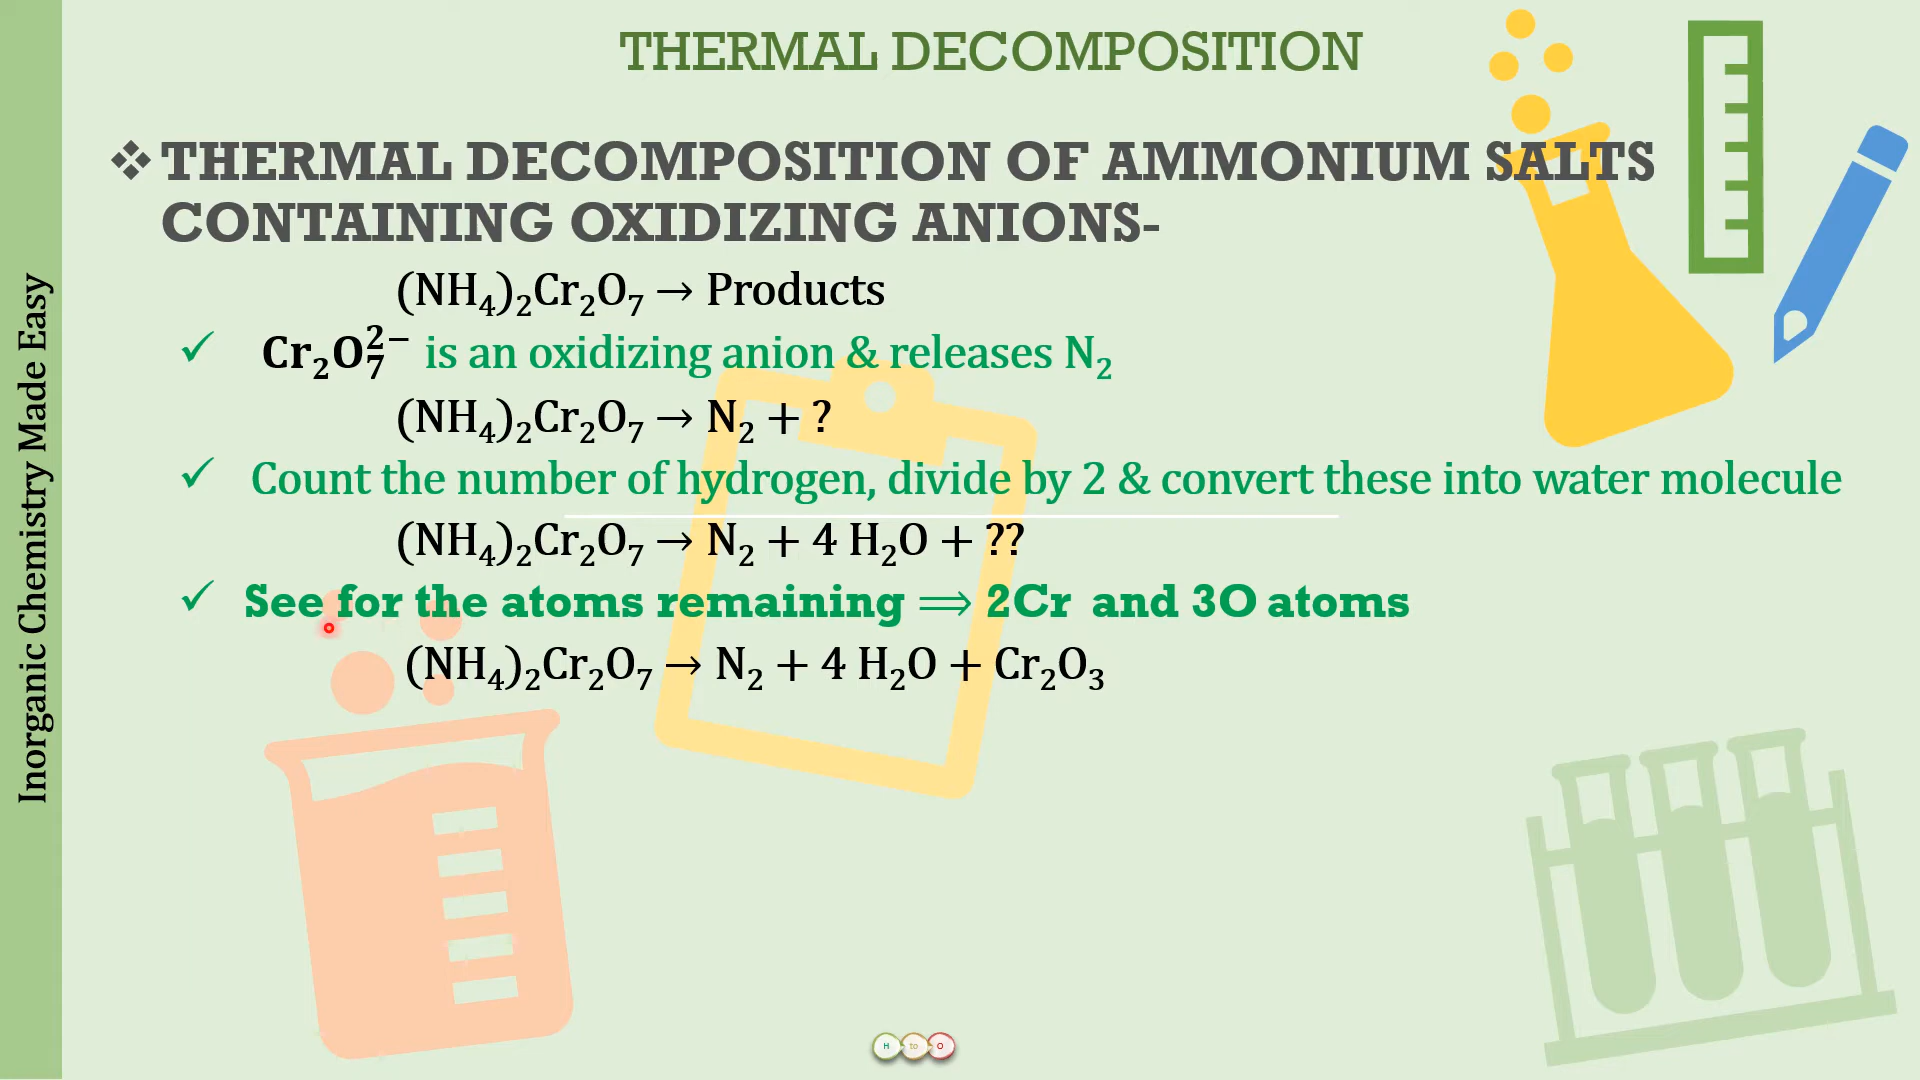 THERMAL DECOMPOSITION
❖ THERMAL DECOMPOSITION OF AMMONIUM SALTS
CONTAINING OXIDIZING ANIONS-
(NH₄)₂Cr₂O₇ → Products
✓ Cr₂O₇²⁻ is an oxidizing anion & releases N₂
(NH₄)₂Cr₂O₇ → N₂ + ?
✓ Count the number of hydrogen, divide by 2 & convert these into water molecule
(NH₄)₂Cr₂O₇ → N₂ + 4 H₂O + ??
✓ See for the atoms remaining ⟹ 2Cr and 3O atoms
(NH₄)₂Cr₂O₇ → N₂ + 4 H₂O + Cr₂O₃
Inorganic Chemistry Made Easy
H to O